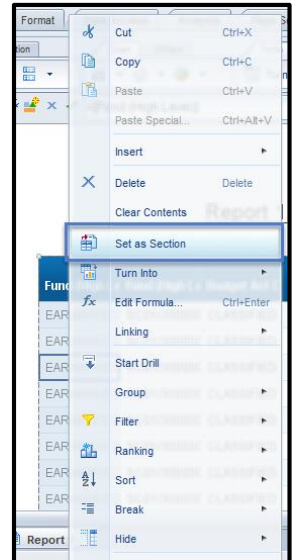 Format
tion
Cut Ctrl+X
Copy Ctrl+C
Paste Ctrl+V
Paste Special... Ctrl+Alt+V
Insert
Delete Delete
Clear Contents
Report
Set as Section
Turn Into
Fund
Edit Formula... Ctrl+Enter
EAR
Linking
EAR
Start Drill
EAR
Group
EAR
Filter
EAR
Ranking
EAR
Sort
EAR
Break
EAR
Hide
Report